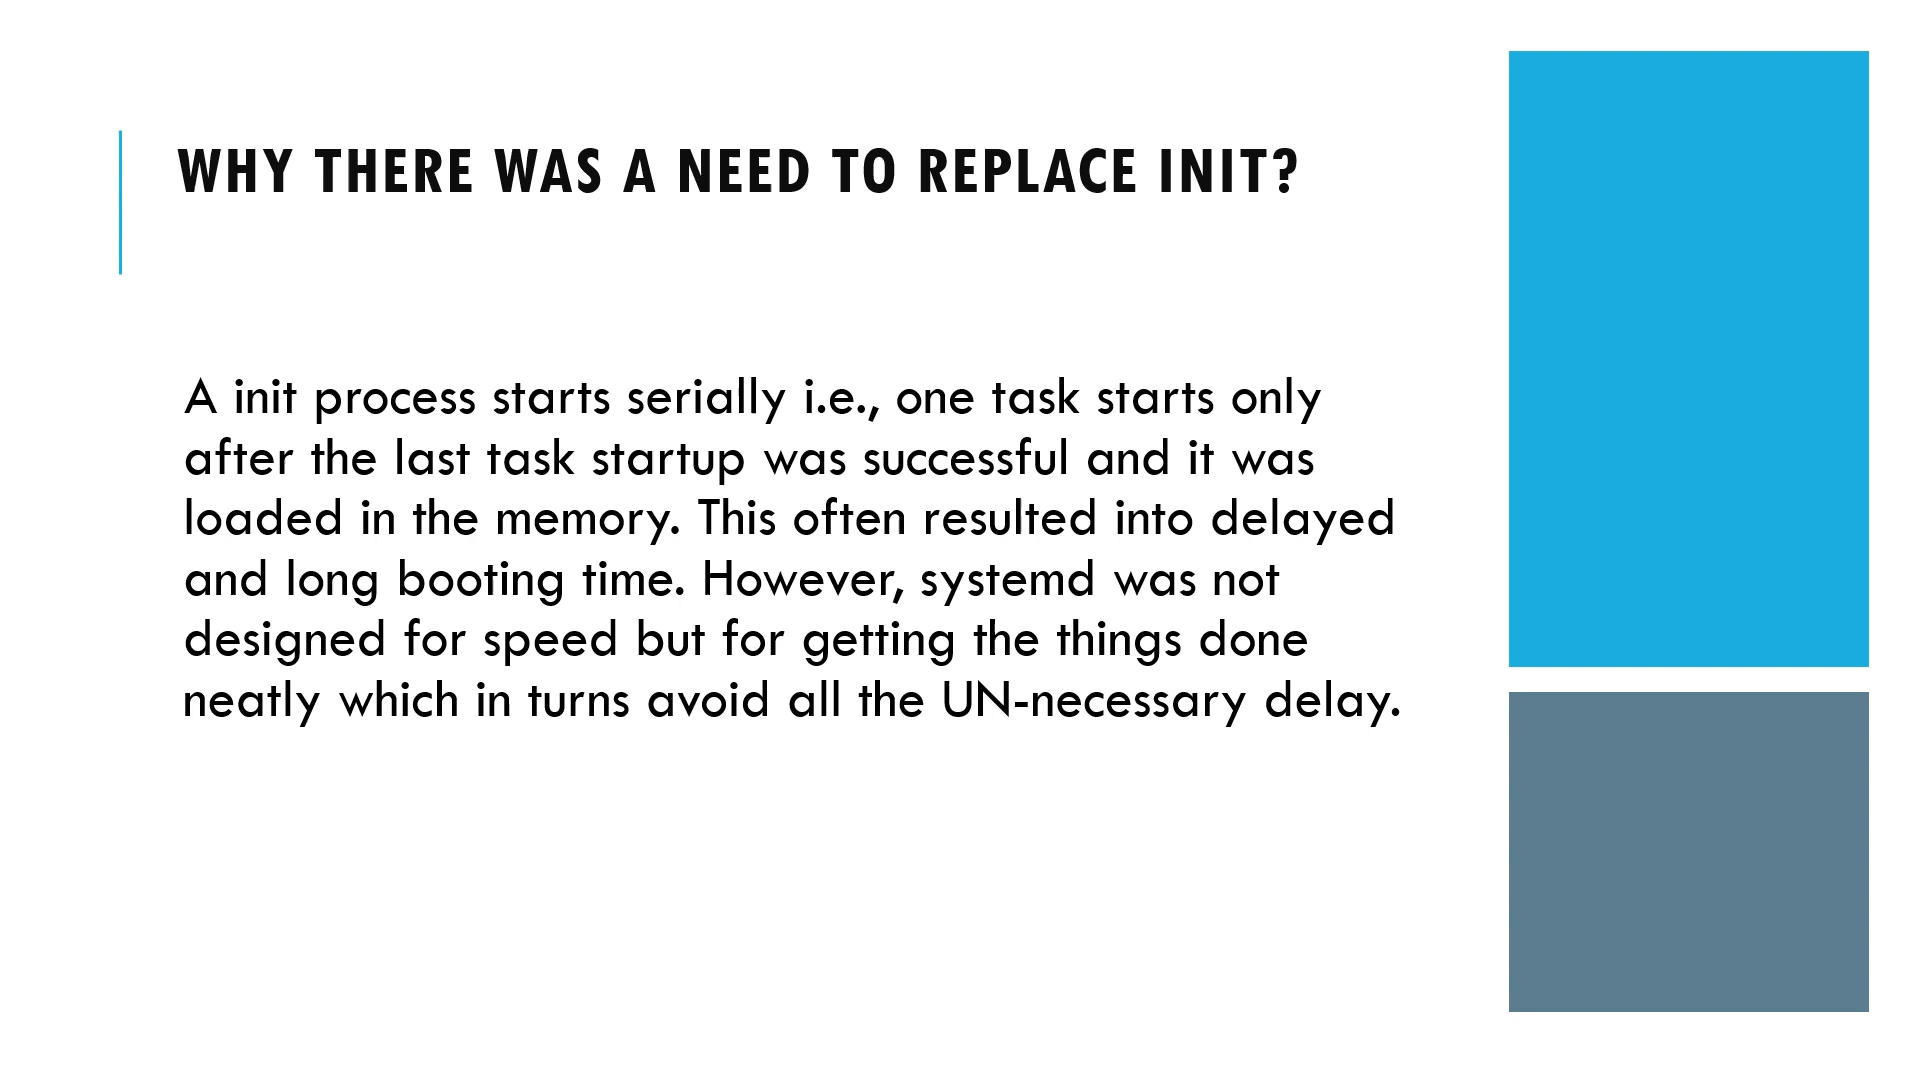 WHY THERE WAS A NEED TO REPLACE INIT?
A init process starts serially i.e., one task starts only
after the last task startup was successful and it was
loaded in the memory. This often resulted into delayed
and long booting time. However, systemd was not
designed for speed but for getting the things done
neatly which in turns avoid all the UN-necessary delay.